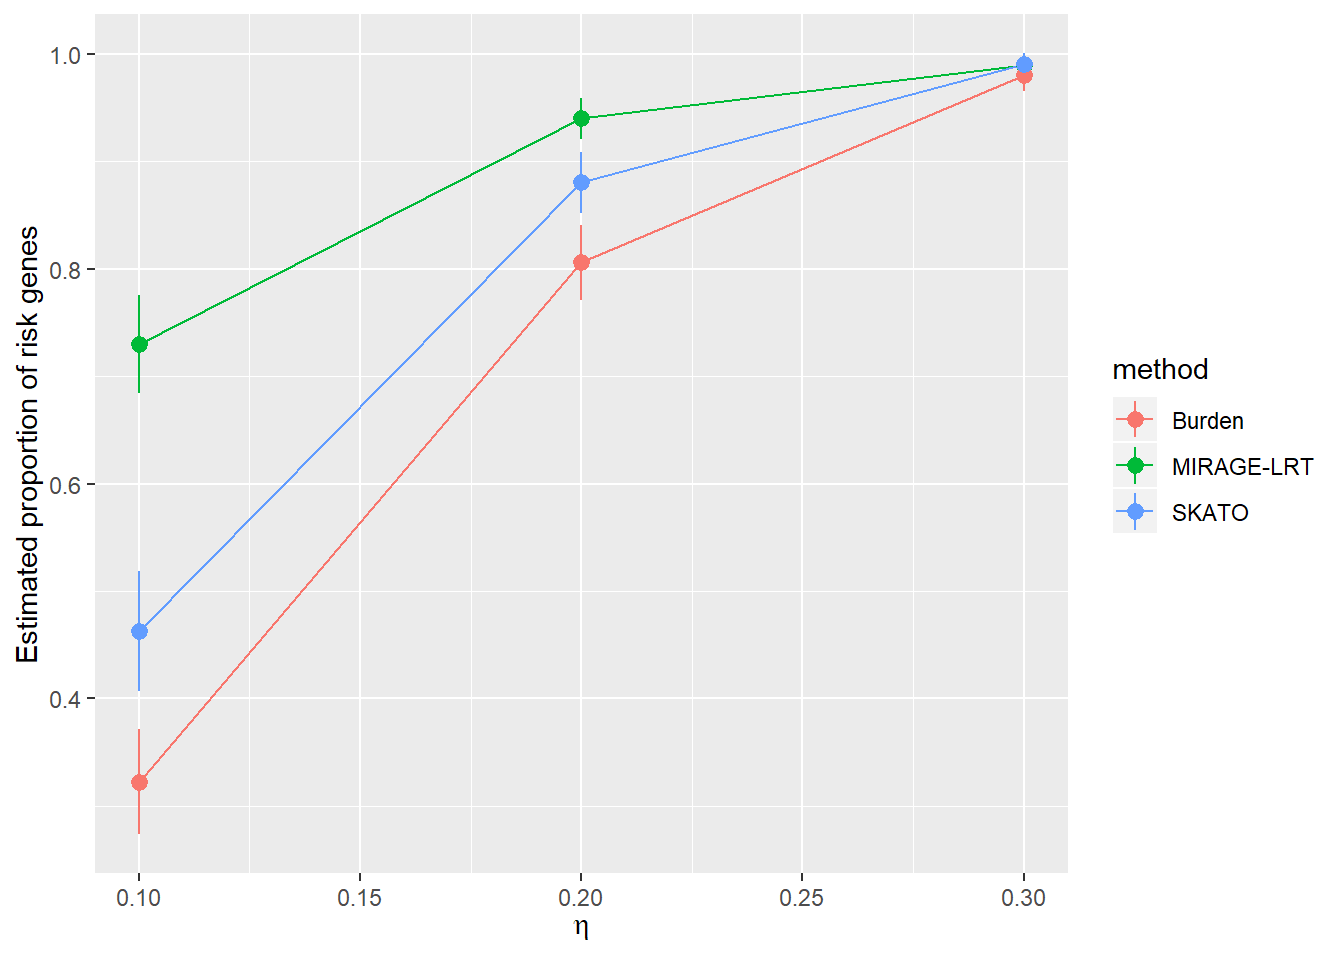 Estimated proportion of risk genes
1.0
0.8
0.6
0.4
0.10 0.15 0.20 0.25 0.30
η
method
Burden
MIRAGE-LRT
SKATO